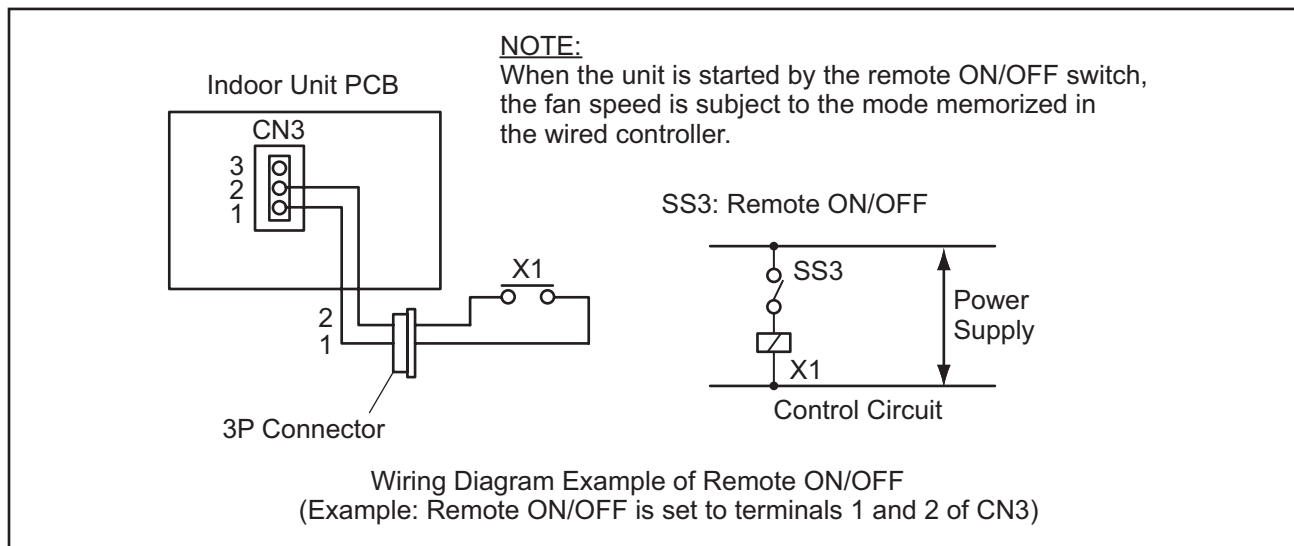 NOTE:
When the unit is started by the remote ON/OFF switch,
the fan speed is subject to the mode memorized in
the wired controller.
Indoor Unit PCB
CN3
3
2
1
X1
2
1
3P Connector
SS3: Remote ON/OFF
SS3
Power
Supply
X1
Control Circuit
Wiring Diagram Example of Remote ON/OFF
(Example: Remote ON/OFF is set to terminals 1 and 2 of CN3)